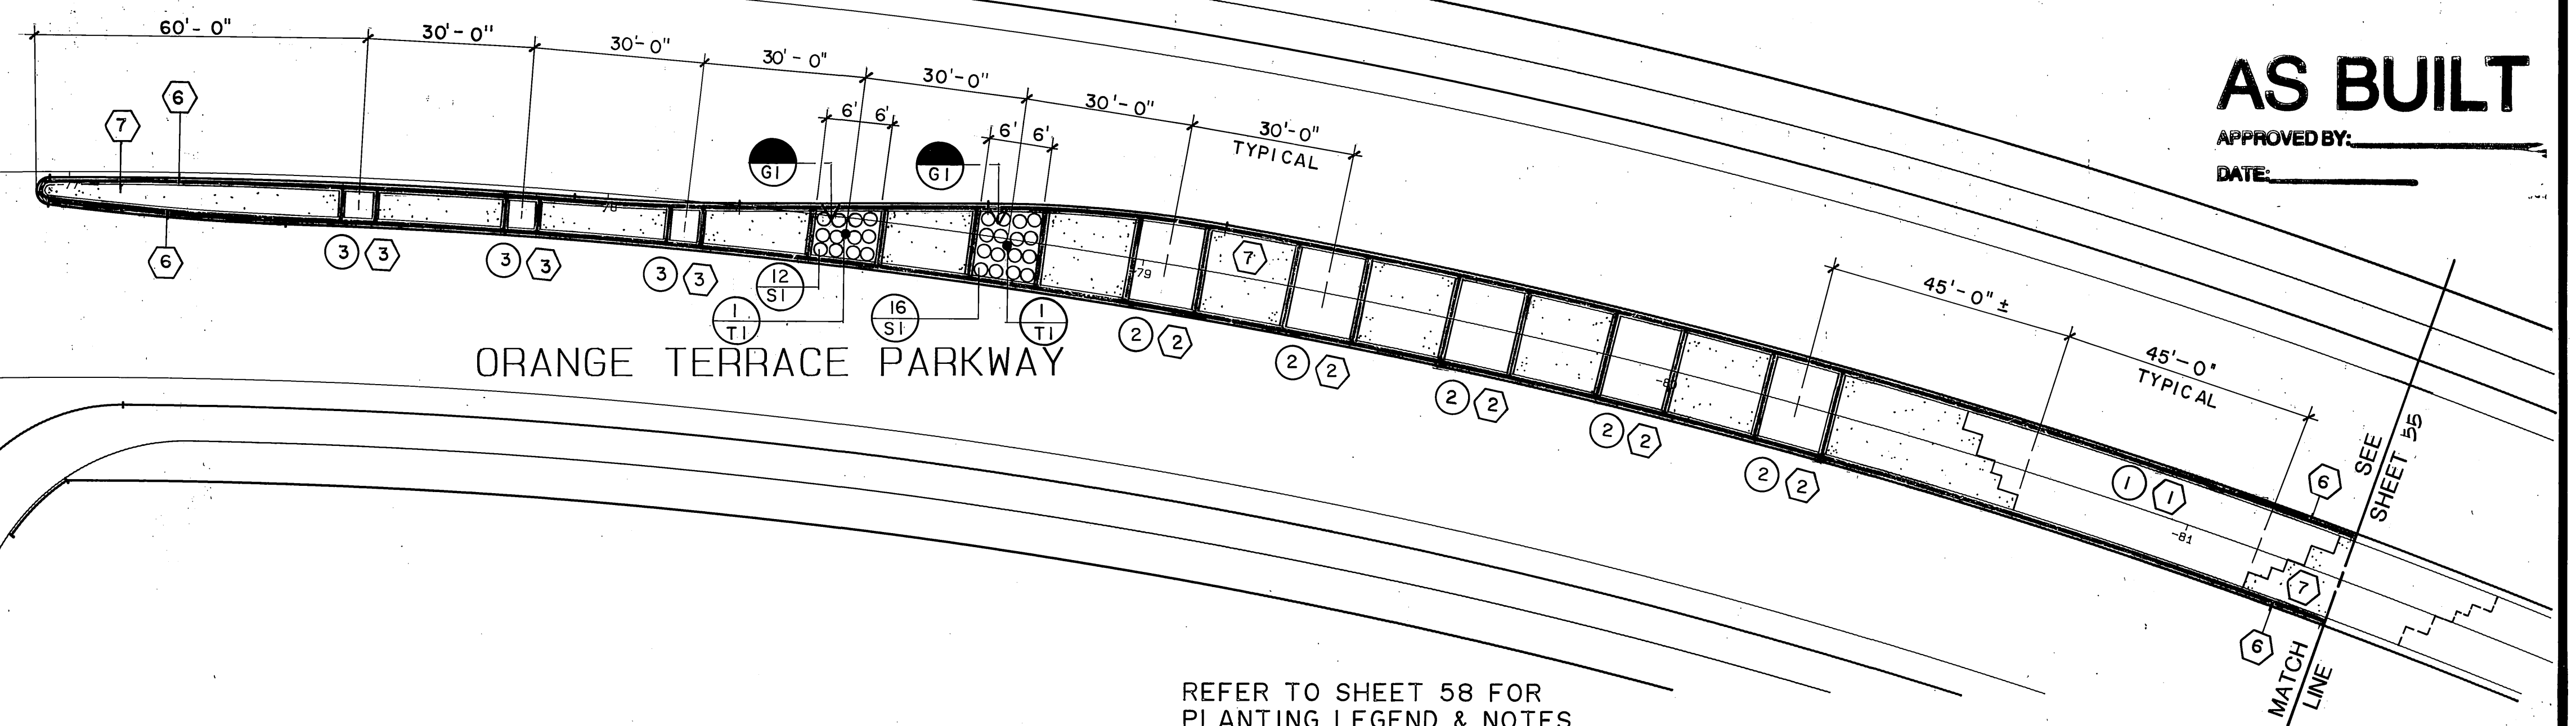 60'-0"
30'-0"
30'-0"
30'-0"
30'-0"
30'-0"
30'-0"
TYPICAL
AS BUILT
APPROVED BY:
DATE:
6
7
6' 6'
6' 6'
G1
G1
6
3 3
3 3
3 3
12
S1
1
T1
16
S1
1
T1
79
7
2 2
2 2
2 2
2 2
2 2
45'-0" ±
45'-0"
TYPICAL
1 1
81
6
7
6
SEE
SHEET 55
MATCH
LINE
ORANGE TERRACE PARKWAY
REFER TO SHEET 58 FOR
PLANTING LEGEND & NOTES